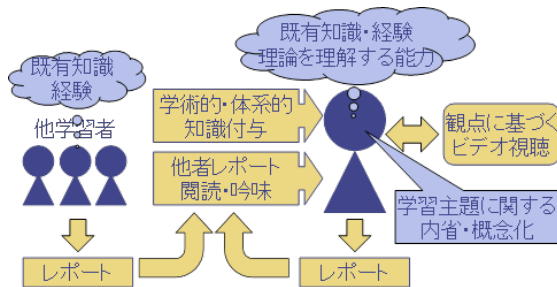 既有知識
経験
他学習者
レポート
学術的・体系的
知識付与
他者レポート
閲読・吟味
既有知識・経験
理論を理解する能力
観点に基づく
ビデオ視聴
学習主題に関する
内省・概念化
レポート